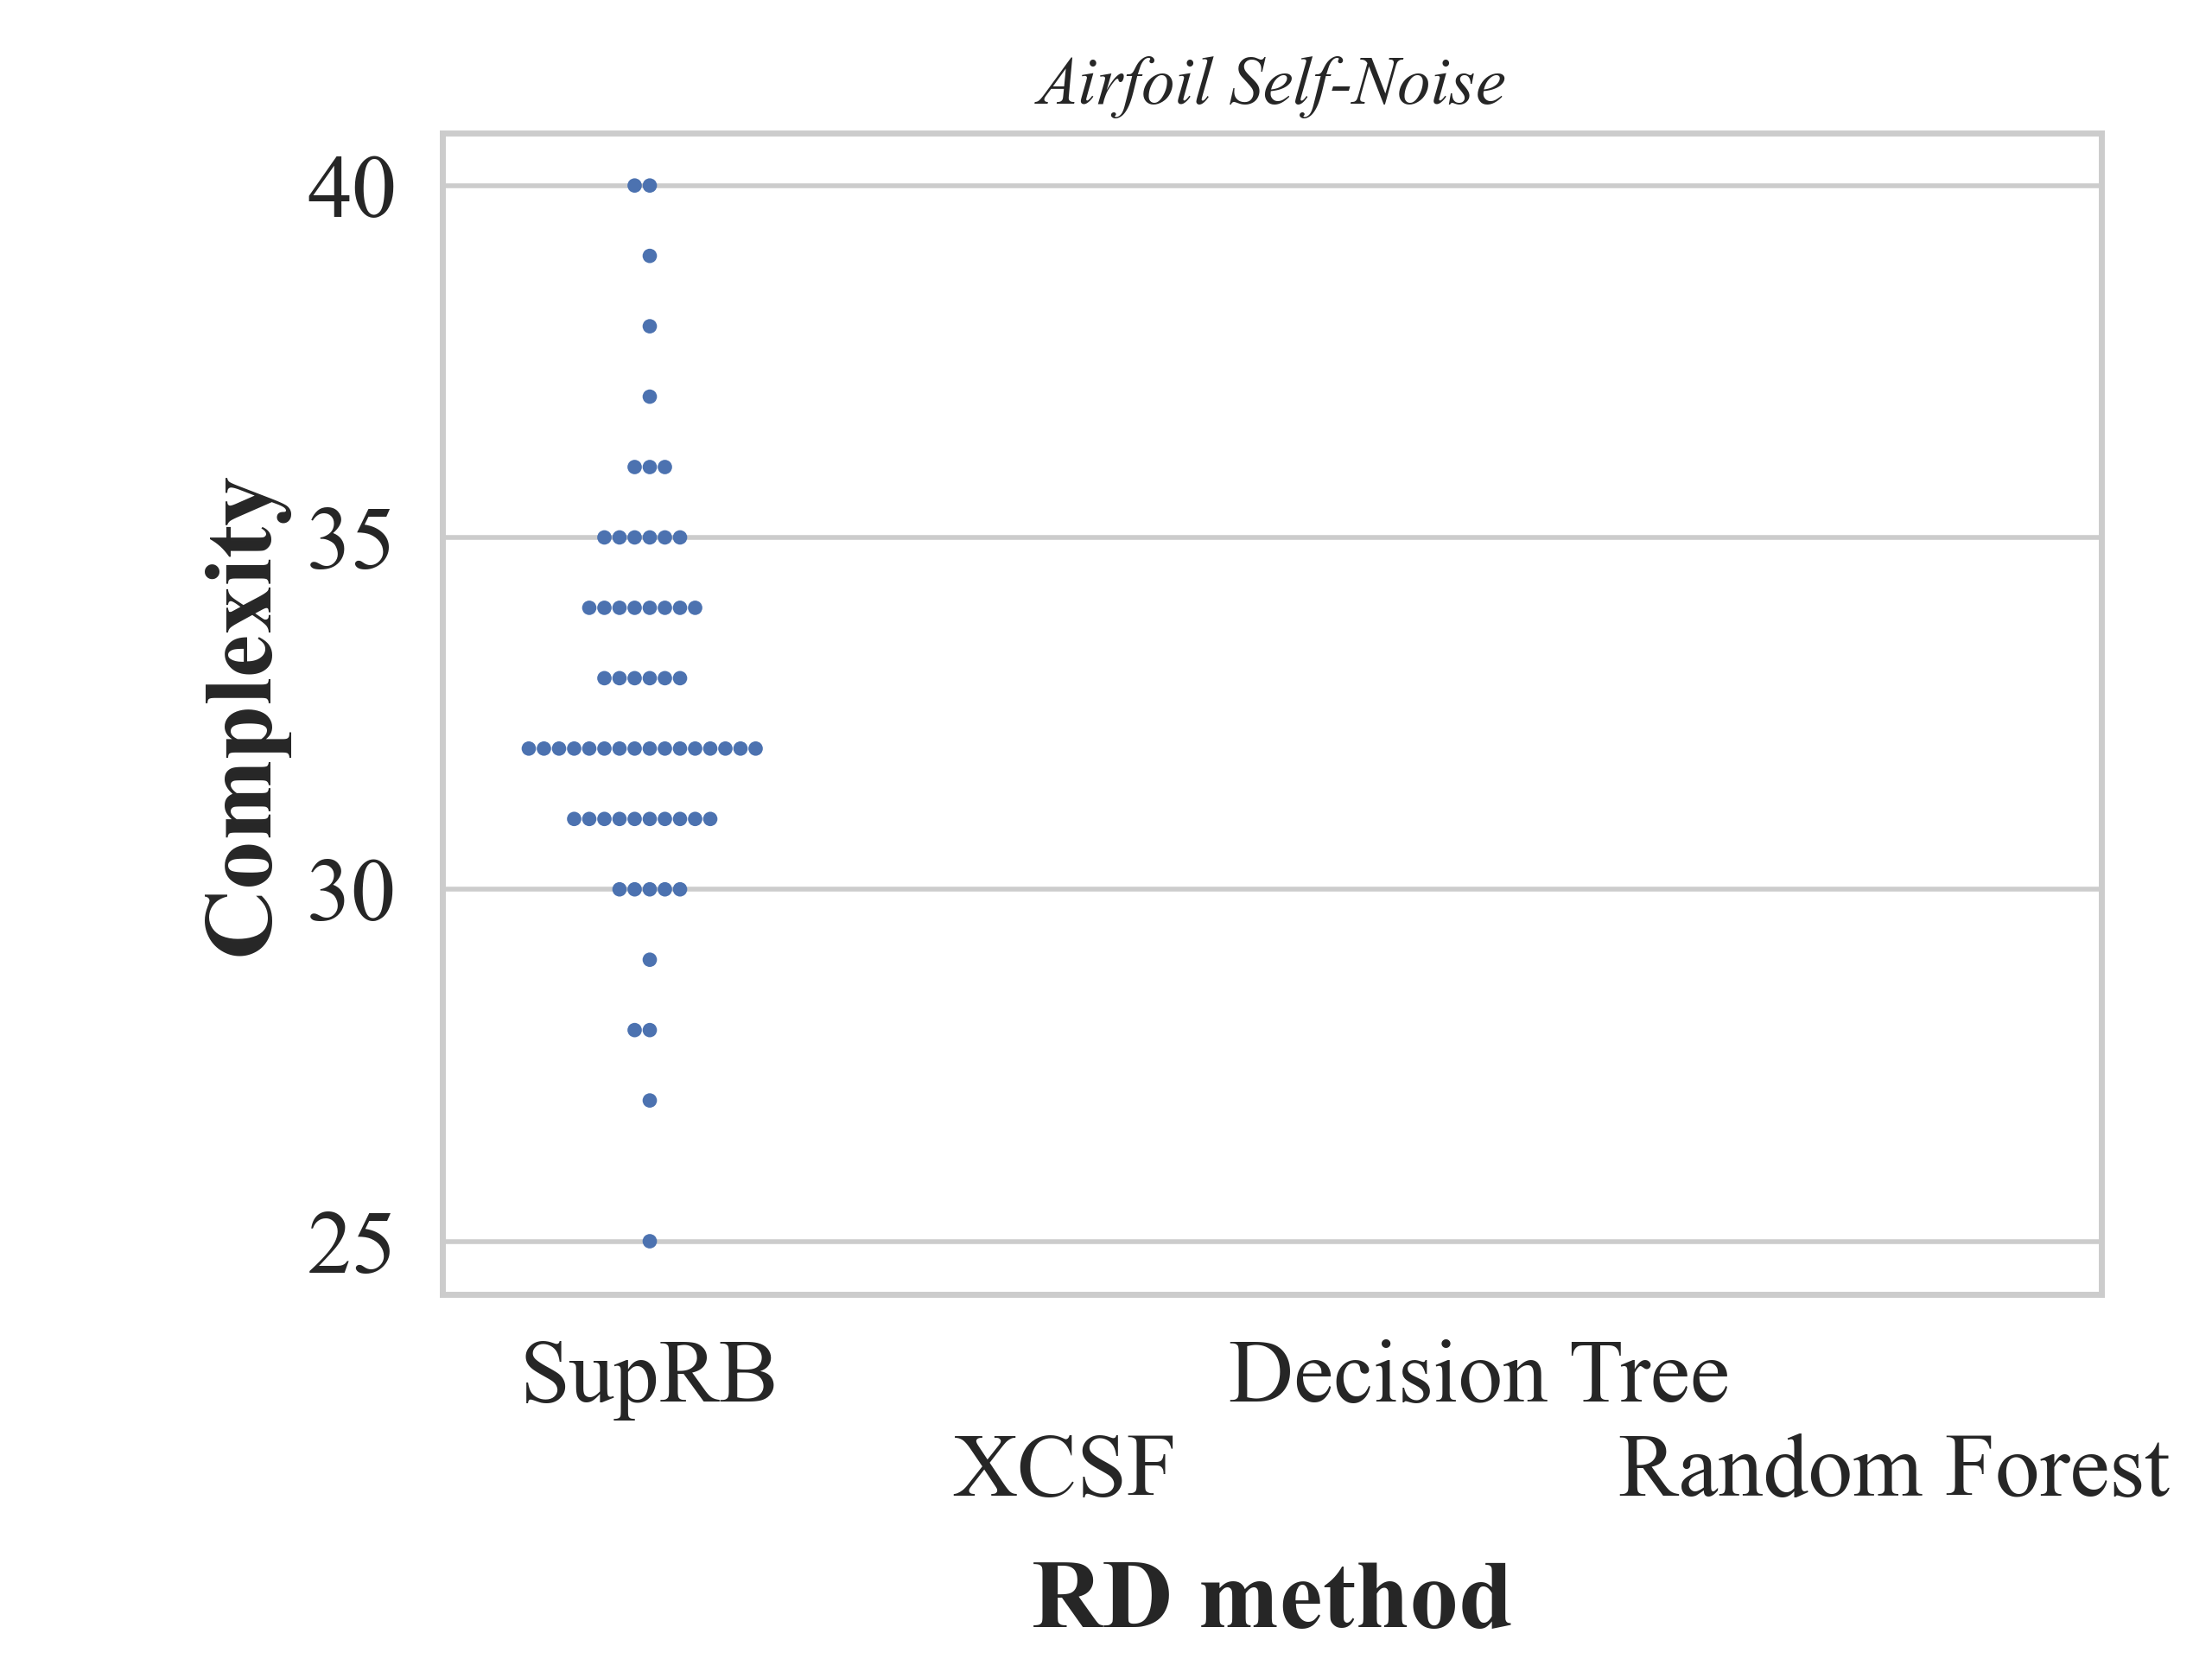 Airfoil Self-Noise
40
35
30
25
Complexity
SupRB
Decision Tree
XCSF
Random Forest
RD method